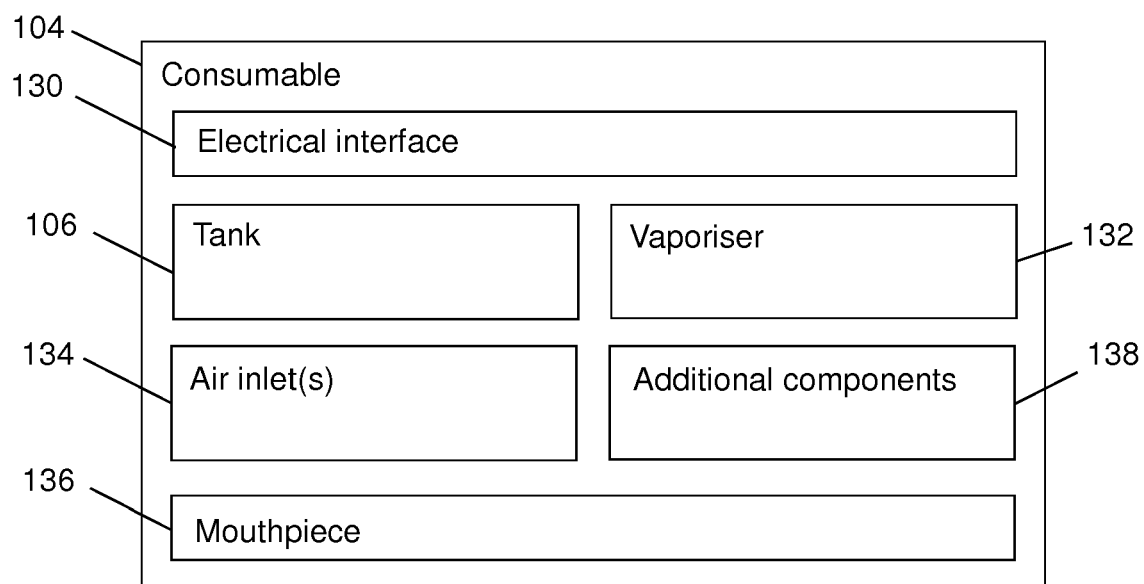 104
Consumable
130
Electrical interface
106
Tank
Vaporiser
132
134
Air inlet(s)
Additional components
138
136
Mouthpiece